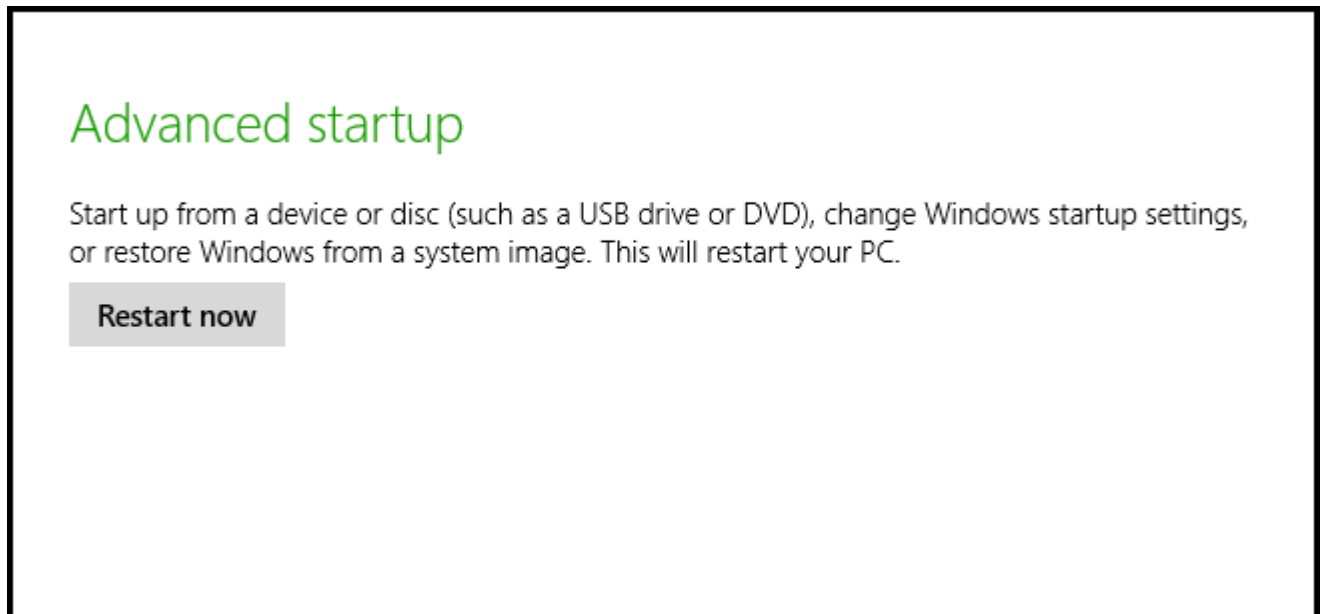 Advanced startup
Start up from a device or disc (such as a USB drive or DVD), change Windows startup settings,
or restore Windows from a system image. This will restart your PC.
Restart now